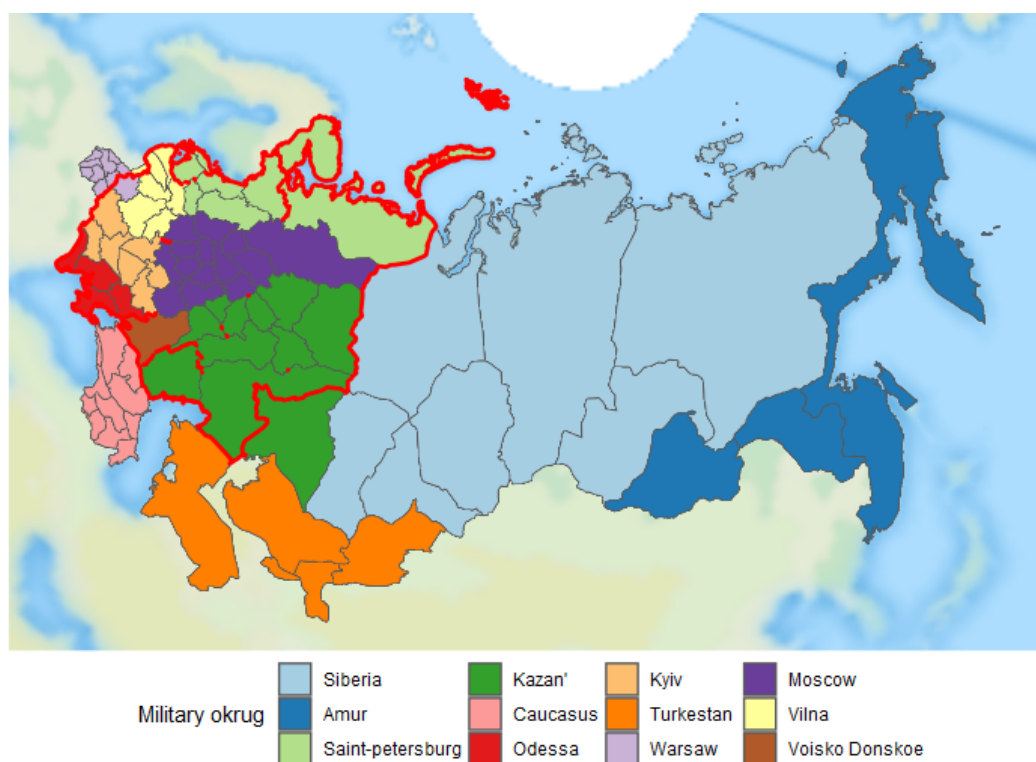 Siberia Kazan' Kyiv Moscow
Military okrug Amur Caucasus Turkestan Vilna
Saint-petersburg Odessa Warsaw Voisko Donskoe